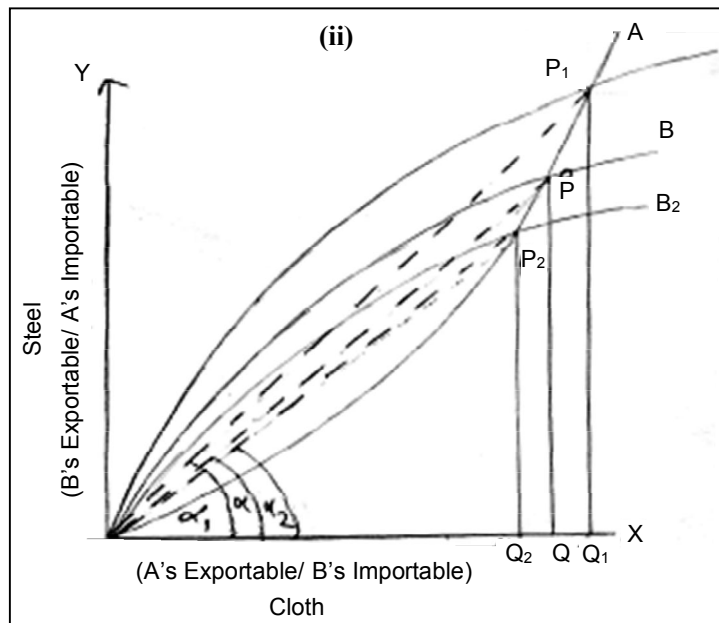 (ii)
A
Y
P₁
B
P
B₂
P₂
Steel
(B's Exportable/ A's Importable)
α₁
α
α₂
X
Q₂ Q Q₁
(A's Exportable/ B's Importable)
Cloth